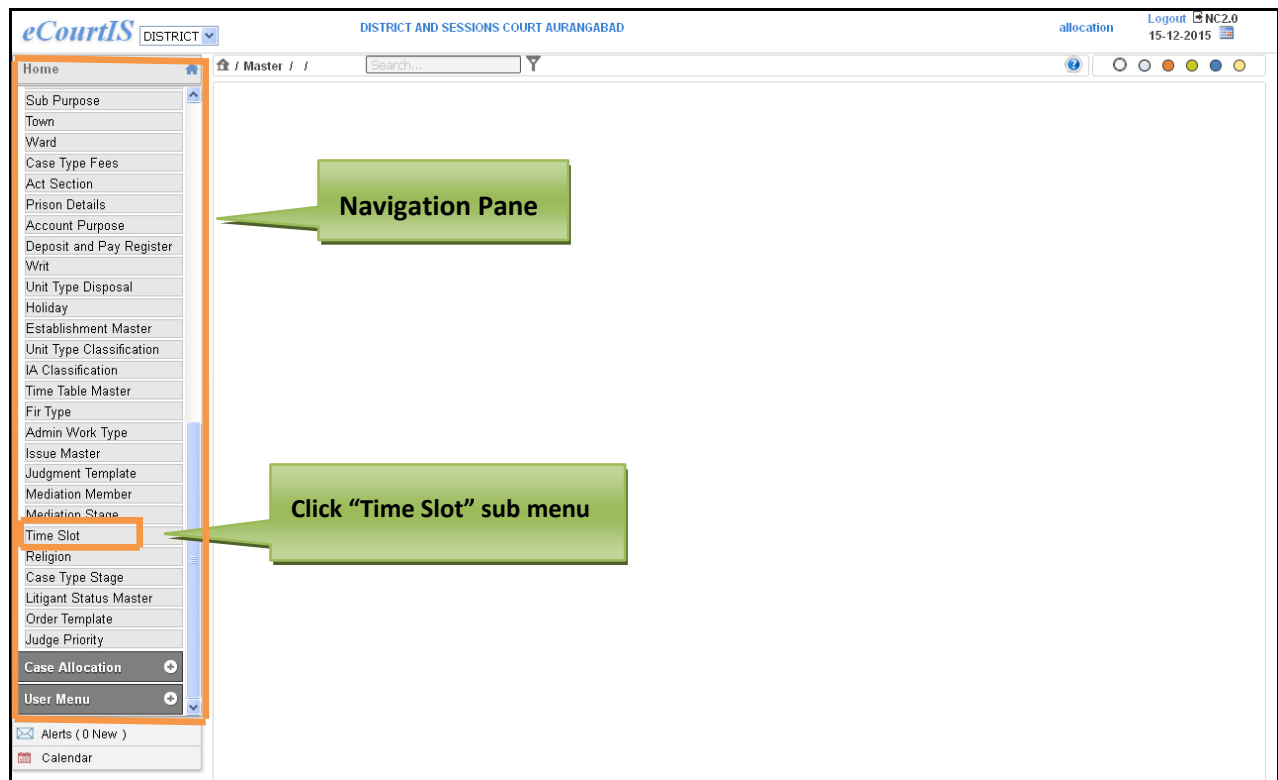 eCourtIS DISTRICT
DISTRICT AND SESSIONS COURT AURANGABAD
allocation
Logout NC2.0
15-12-2015
Home
/ Master / /
Search...
Sub Purpose
Town
Ward
Case Type Fees
Act Section
Prison Details
Account Purpose
Deposit and Pay Register
Writ
Unit Type Disposal
Holiday
Establishment Master
Unit Type Classification
IA Classification
Time Table Master
Fir Type
Admin Work Type
Issue Master
Judgment Template
Mediation Member
Mediation Stage
Time Slot
Religion
Case Type Stage
Litigant Status Master
Order Template
Judge Priority
Case Allocation
User Menu
Alerts ( 0 New )
Calendar
Navigation Pane
Click “Time Slot” sub menu